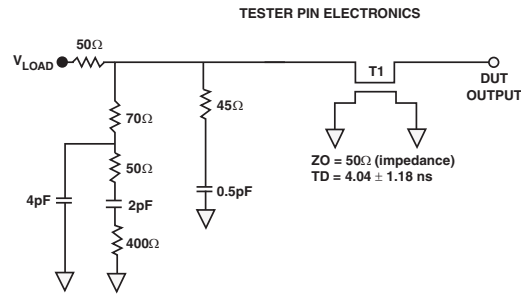 TESTER PIN ELECTRONICS
50Ω
VLOAD
T1
DUT
OUTPUT
70Ω
45Ω
50Ω
ZO = 50Ω (impedance)
TD = 4.04 ± 1.18 ns
4pF
2pF
0.5pF
400Ω